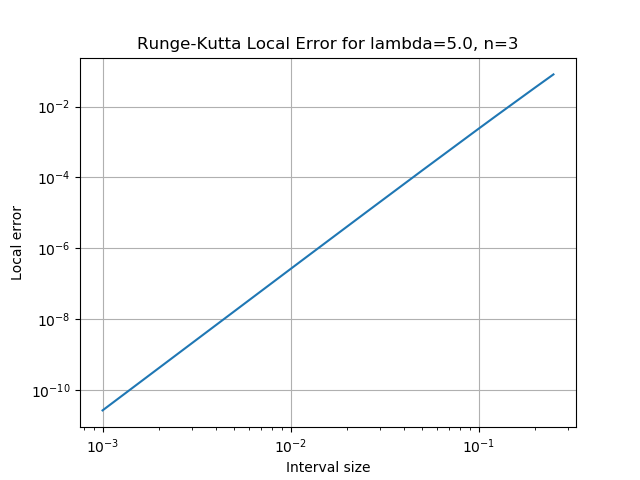 Runge-Kutta Local Error for lambda=5.0, n=3
Local error
10⁻²
10⁻⁴
10⁻⁶
10⁻⁸
10⁻¹⁰
10⁻³ 10⁻² 10⁻¹
Interval size